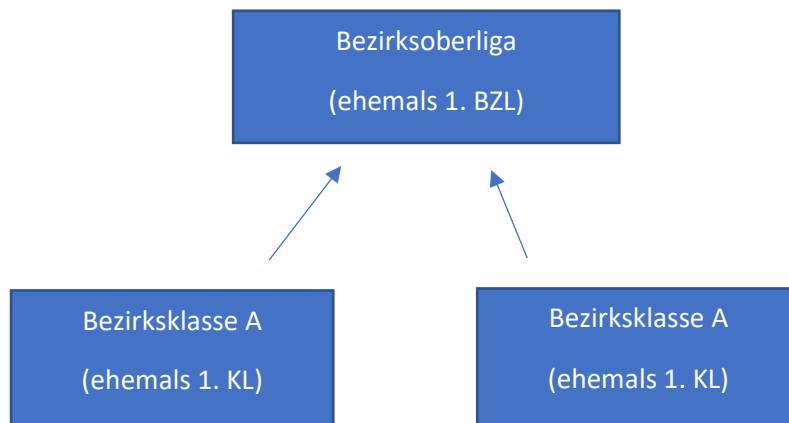 Bezirksoberliga
(ehemals 1. BZL)
Bezirksklasse A
(ehemals 1. KL)
Bezirksklasse A
(ehemals 1. KL)